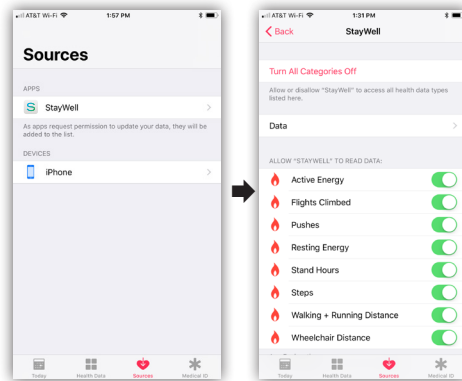 AT&T Wi-Fi 1:57 PM
Sources
APPS
StayWell
As apps request permission to update your data, they will be
added to the list.
DEVICES
iPhone
Today Health Data Sources Medical ID
AT&T Wi-Fi 1:31 PM
Back StayWell
Turn All Categories Off
Allow or disallow "StayWell" to access all health data types
listed here.
Data
ALLOW "STAYWELL" TO READ DATA:
Active Energy
Flights Climbed
Pushes
Resting Energy
Stand Hours
Steps
Walking + Running Distance
Wheelchair Distance
Today Health Data Sources Medical ID